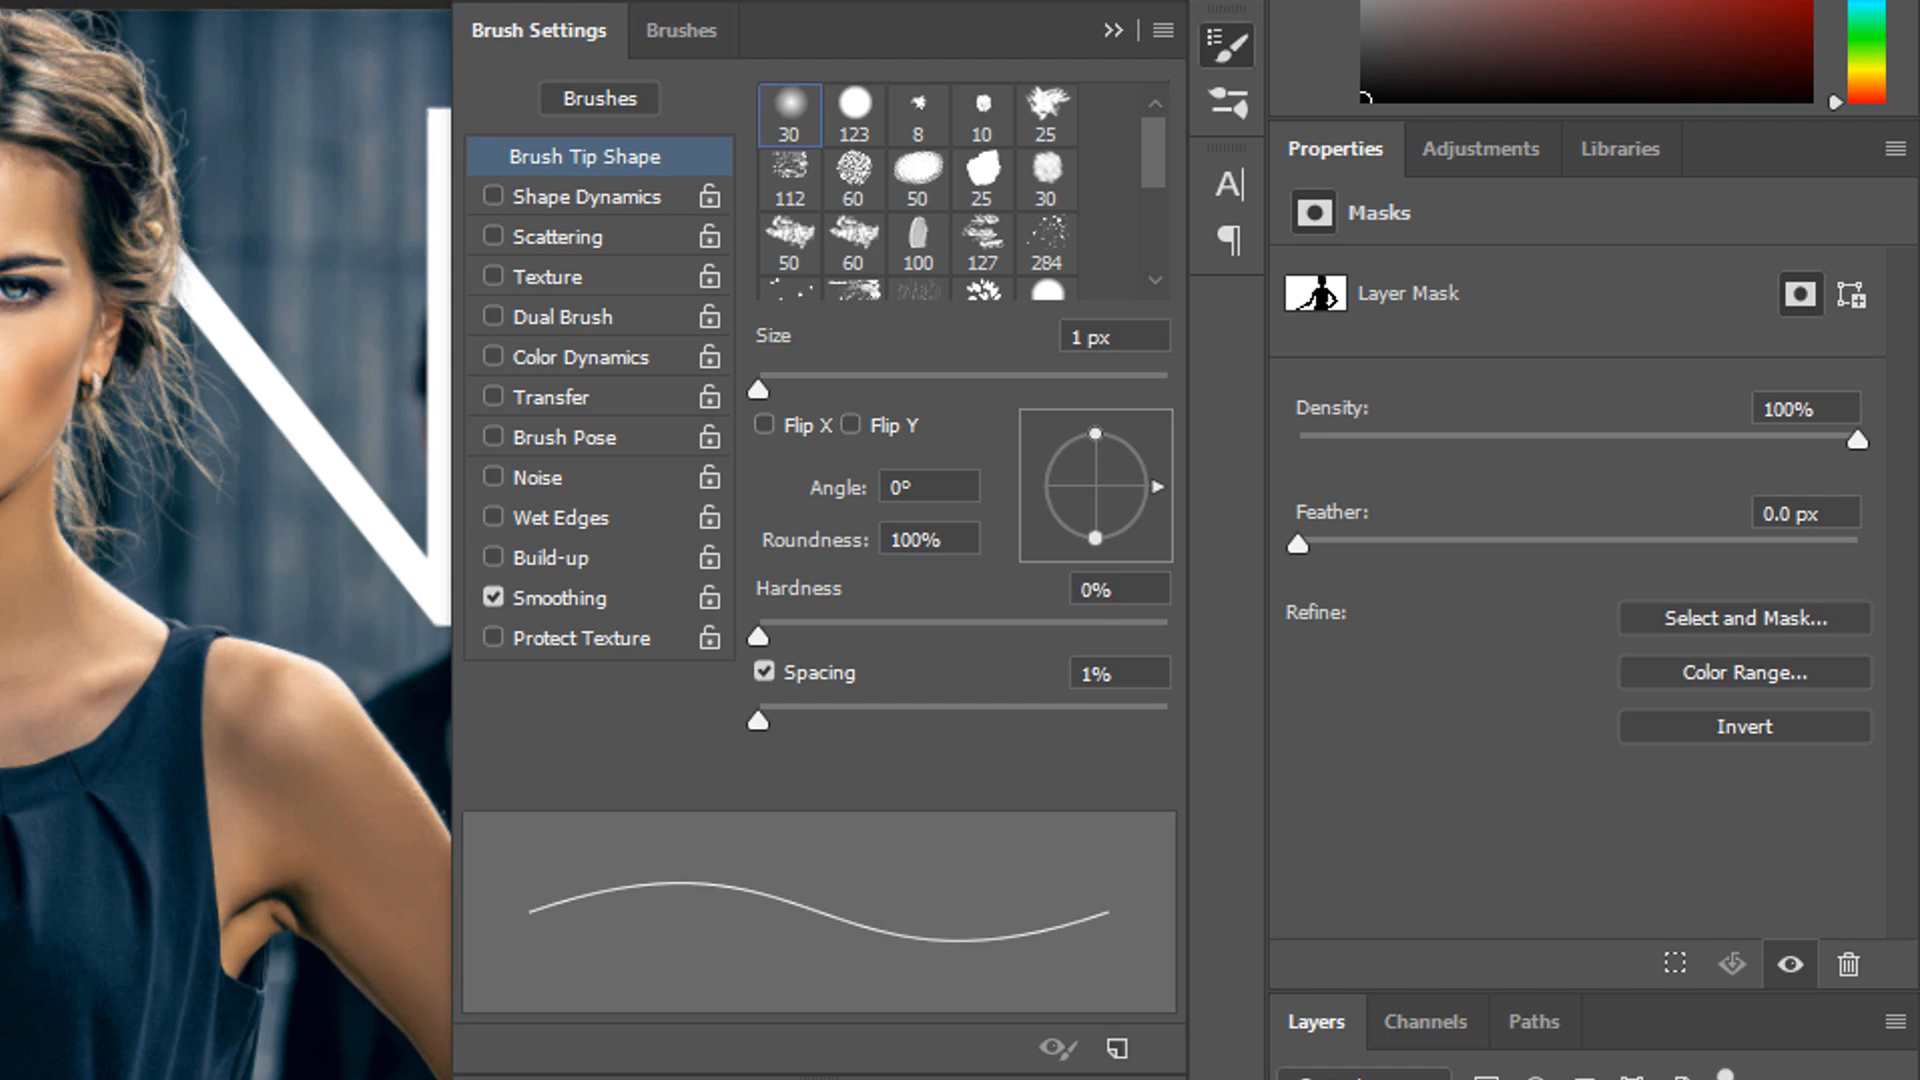 Brush Settings
Brushes
Brushes
Brush Tip Shape
Shape Dynamics
Scattering
Texture
Dual Brush
Color Dynamics
Transfer
Brush Pose
Noise
Wet Edges
Build-up
Smoothing
Protect Texture
30 123 8 10 25
112 60 50 25 30
50 60 100 127 284
Size 1 px
Flip X Flip Y
Angle: 0°
Roundness: 100%
Hardness 0%
Spacing 1%
A
¶
Properties Adjustments Libraries
Masks
Layer Mask
Density: 100%
Feather: 0.0 px
Refine:
Select and Mask...
Color Range...
Invert
Layers Channels Paths